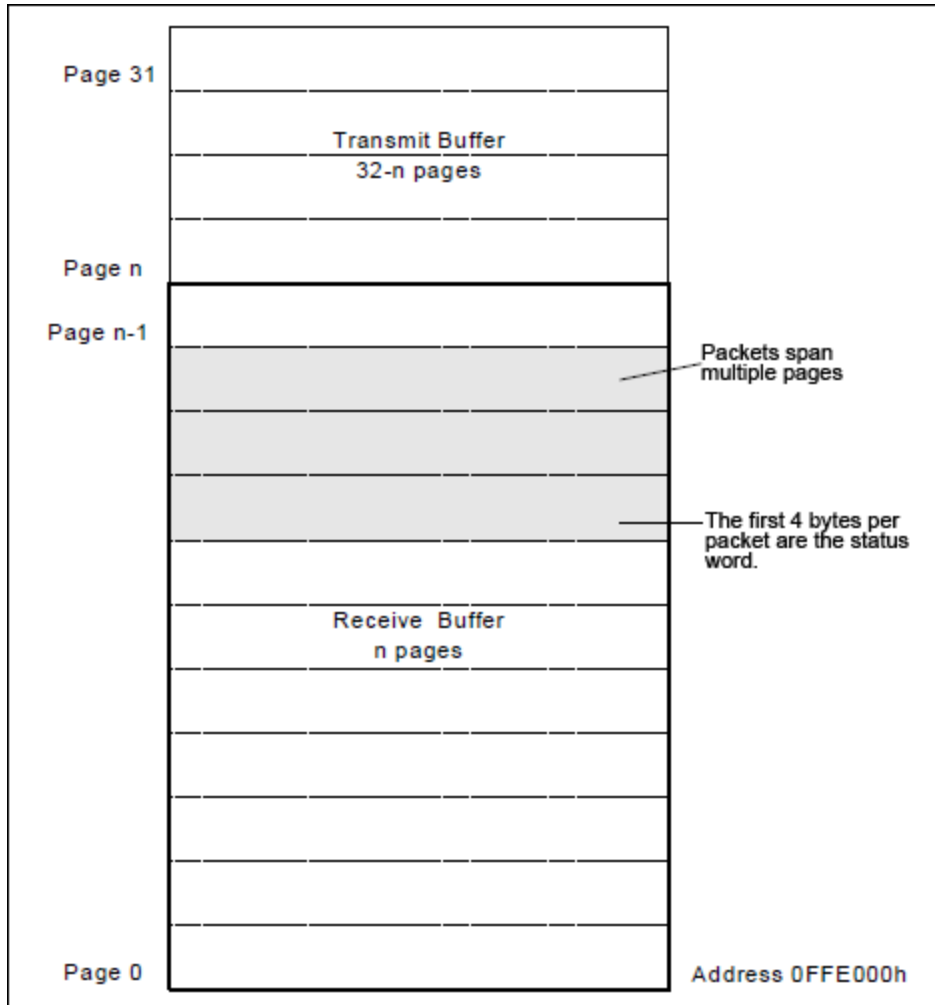 Page 31
Transmit Buffer
32-n pages
Page n
Page n-1
Packets span
multiple pages
The first 4 bytes per
packet are the status
word.
Receive Buffer
n pages
Page 0
Address 0FFE000h